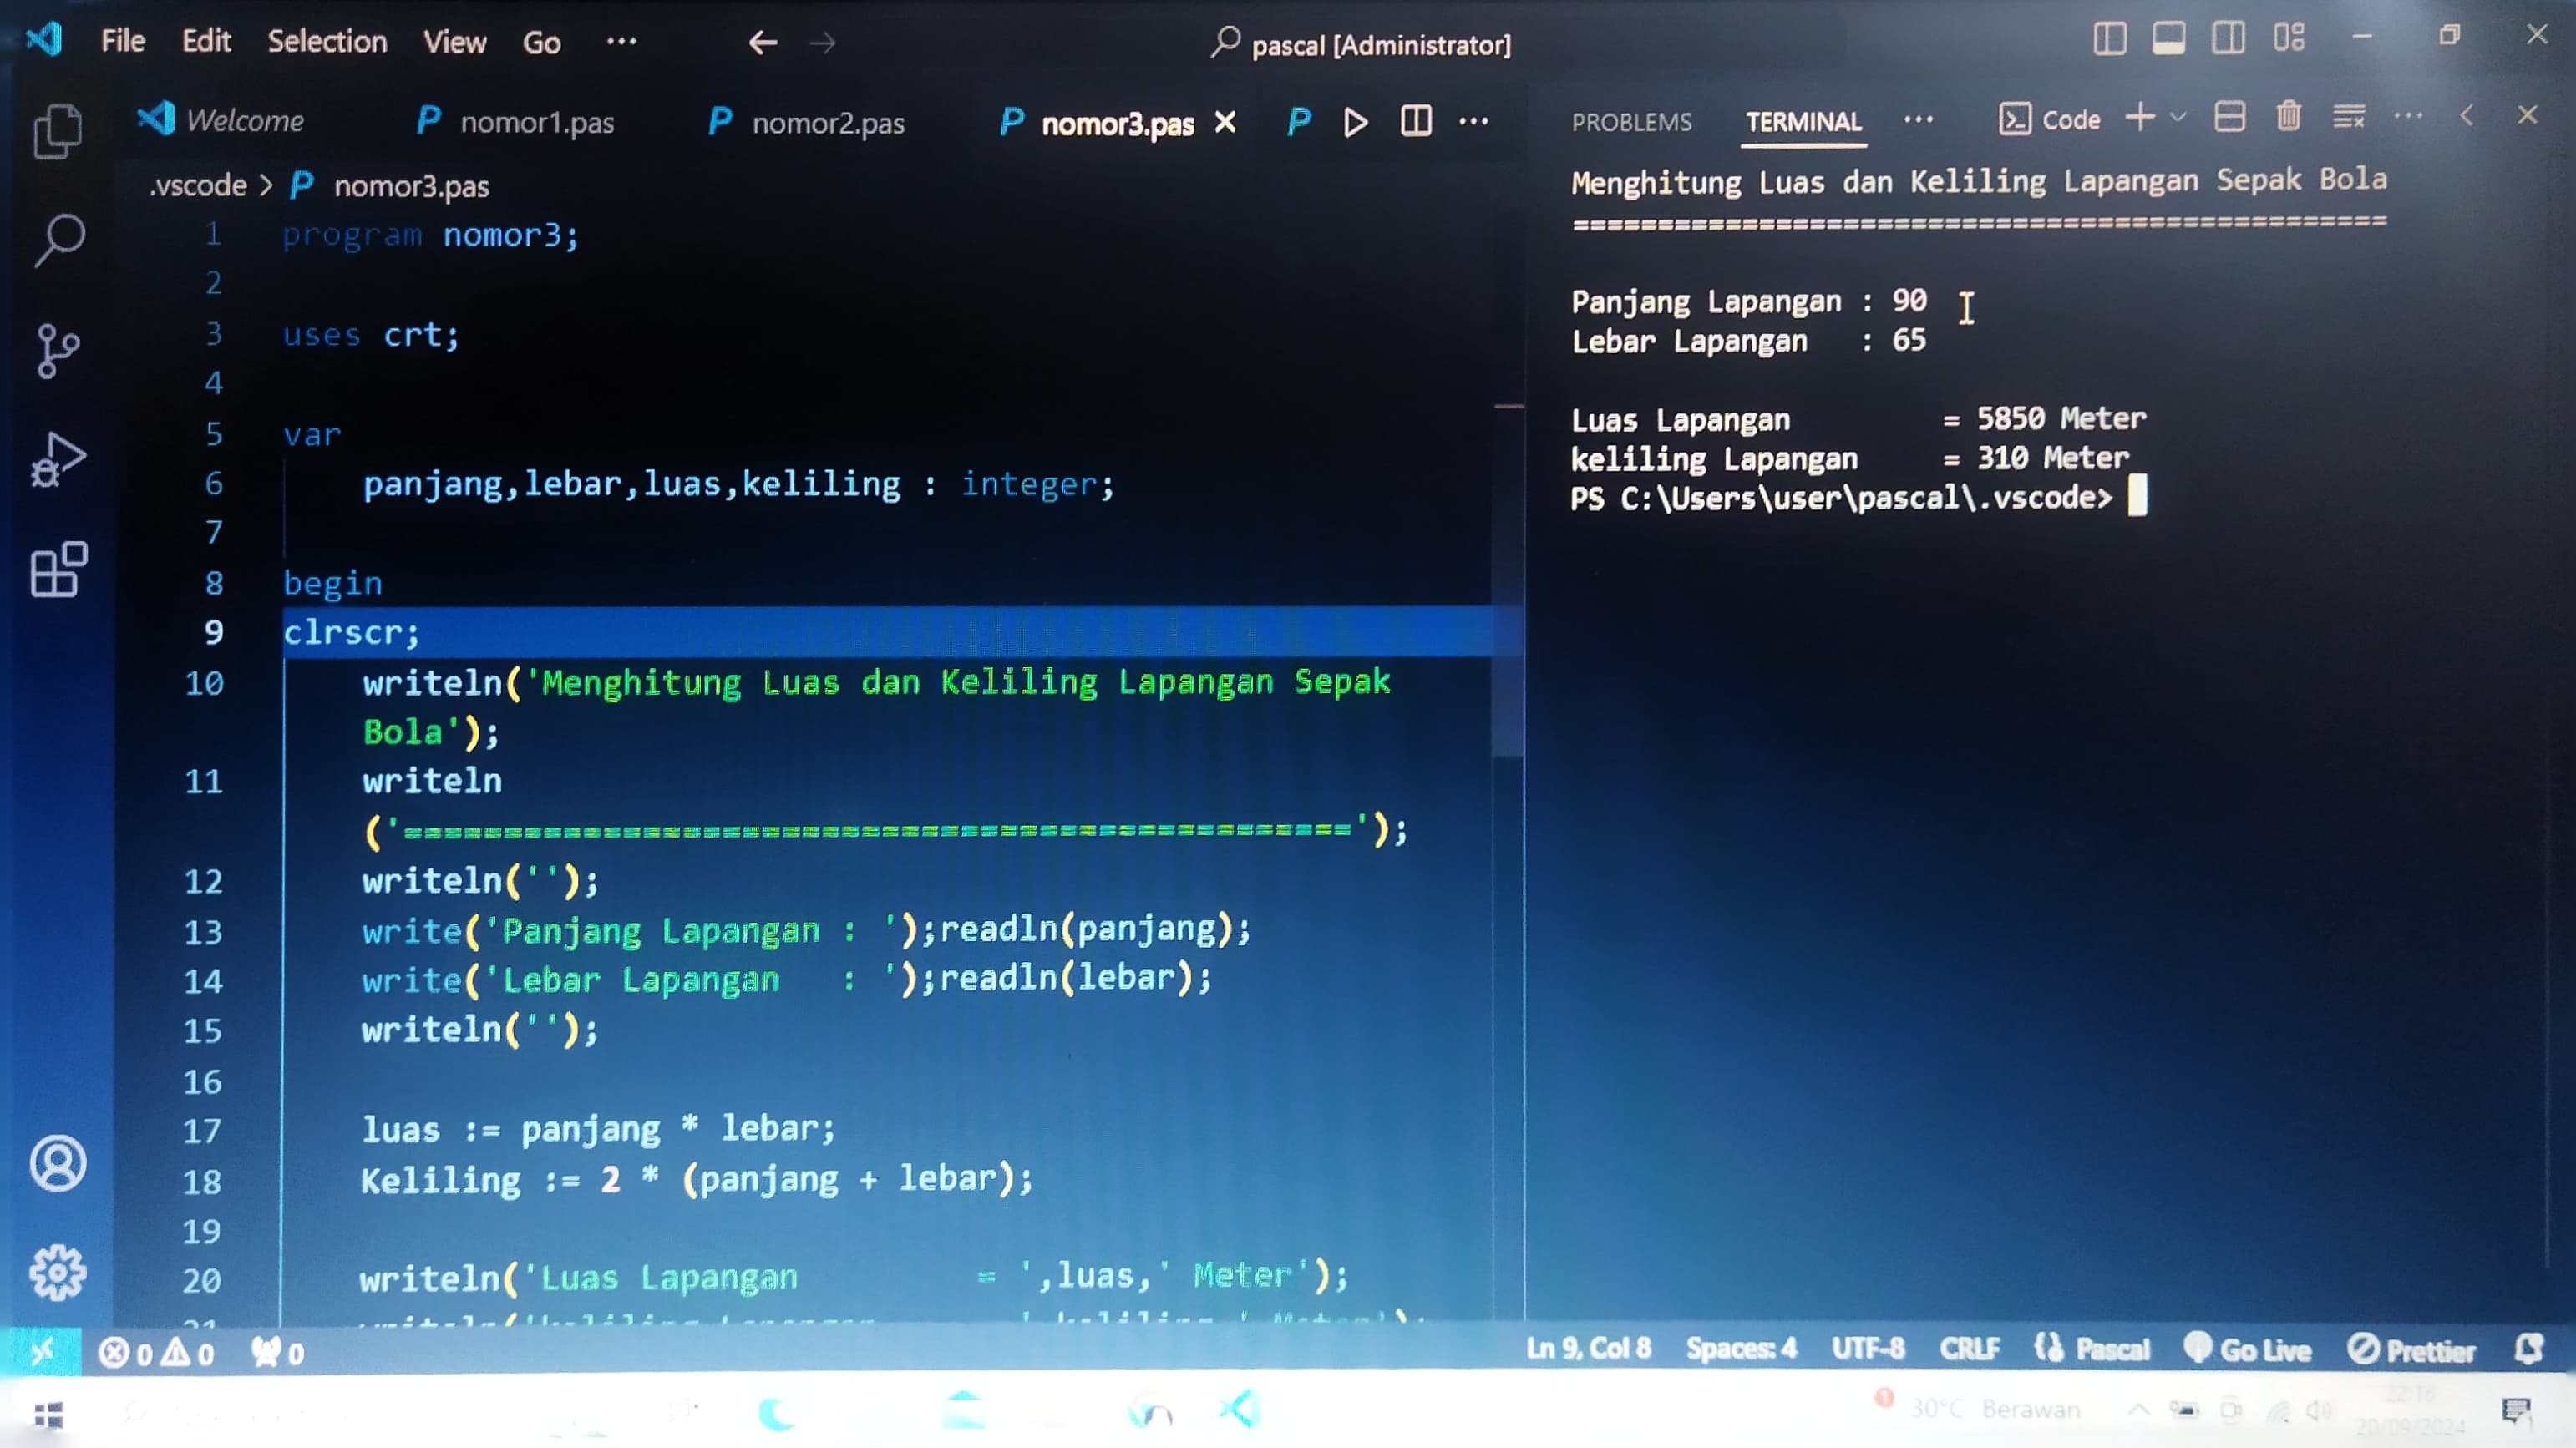 File Edit Selection View Go ··· pascal [Administrator]
Welcome nomor1.pas nomor2.pas nomor3.pas
.vscode > nomor3.pas
1 program nomor3;
2
3 uses crt;
4
5 var
6 panjang,lebar,luas,keliling : integer;
7
8 begin
9 clrscr;
10 writeln('Menghitung Luas dan Keliling Lapangan Sepak
Bola');
11 writeln
('================================================');
12 writeln('');
13 write('Panjang Lapangan : ');readln(panjang);
14 write('Lebar Lapangan   : ');readln(lebar);
15 writeln('');
16
17 luas := panjang * lebar;
18 Keliling := 2 * (panjang + lebar);
19
20 writeln('Luas Lapangan         = ',luas,' Meter');
PROBLEMS TERMINAL ··· Code
Menghitung Luas dan Keliling Lapangan Sepak Bola
================================================
Panjang Lapangan : 90
Lebar Lapangan   : 65
Luas Lapangan         = 5850 Meter
keliling Lapangan     = 310 Meter
PS C:\Users\user\pascal\.vscode>
0 0 0 Ln 9, Col 8 Spaces: 4 UTF-8 CRLF Pascal Go Live Prettier
30°C Berawan 22:16
20/09/2024